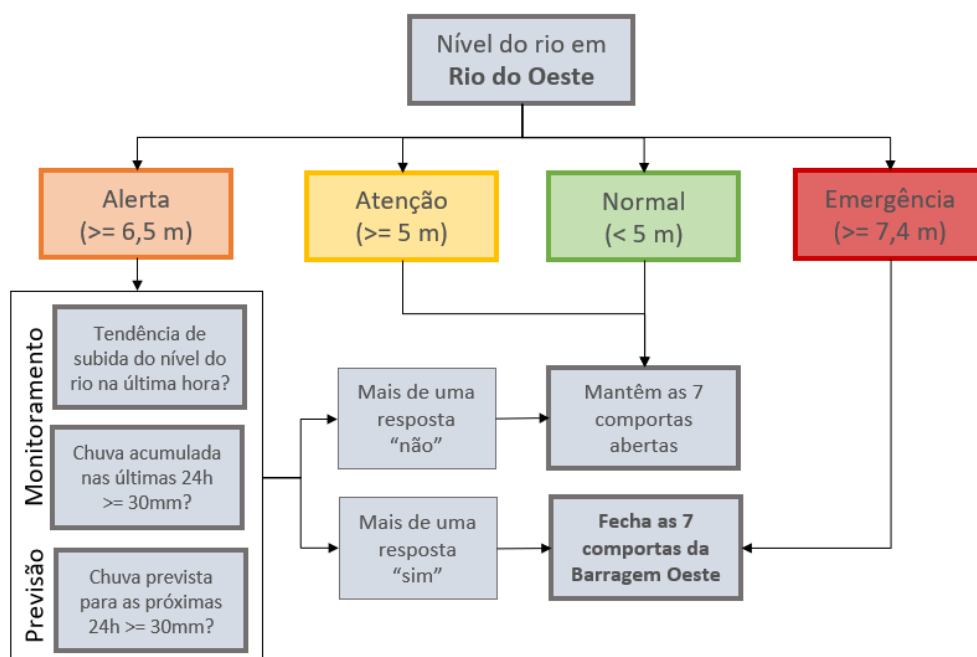 Nível do rio em
Rio do Oeste
Alerta
(>= 6,5 m)
Atenção
(>= 5 m)
Normal
(< 5 m)
Emergência
(>= 7,4 m)
Monitoramento
Tendência de
subida do nível do
rio na última hora?
Chuva acumulada
nas últimas 24h
>= 30mm?
Previsão
Chuva prevista
para as próximas
24h >= 30mm?
Mais de uma
resposta
“não”
Mantêm as 7
comportas
abertas
Mais de uma
resposta
“sim”
Fecha as 7
comportas da
Barragem Oeste